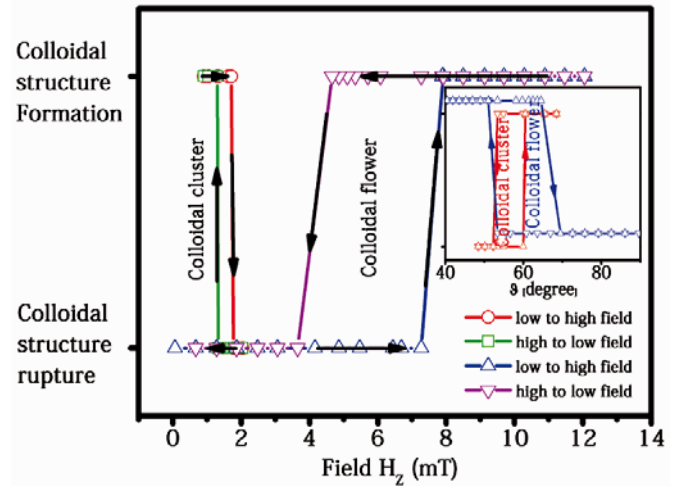 Colloidal
structure
Formation
Colloidal
structure
rupture
Colloidal cluster
Colloidal flower
Colloidal cluster
Colloidal flower
40 60 80
ϑ (degree)
low to high field
high to low field
low to high field
high to low field
0 2 4 6 8 10 12 14
Field H_Z (mT)